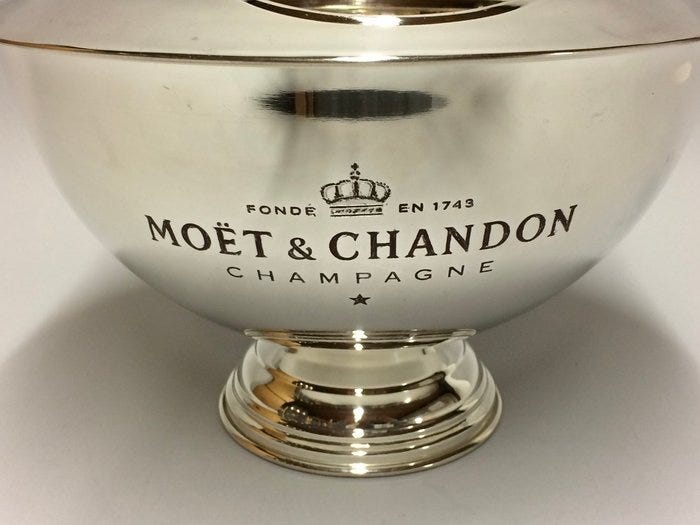 FONDÉ EN 1743
MOËT & CHANDON
CHAMPAGNE